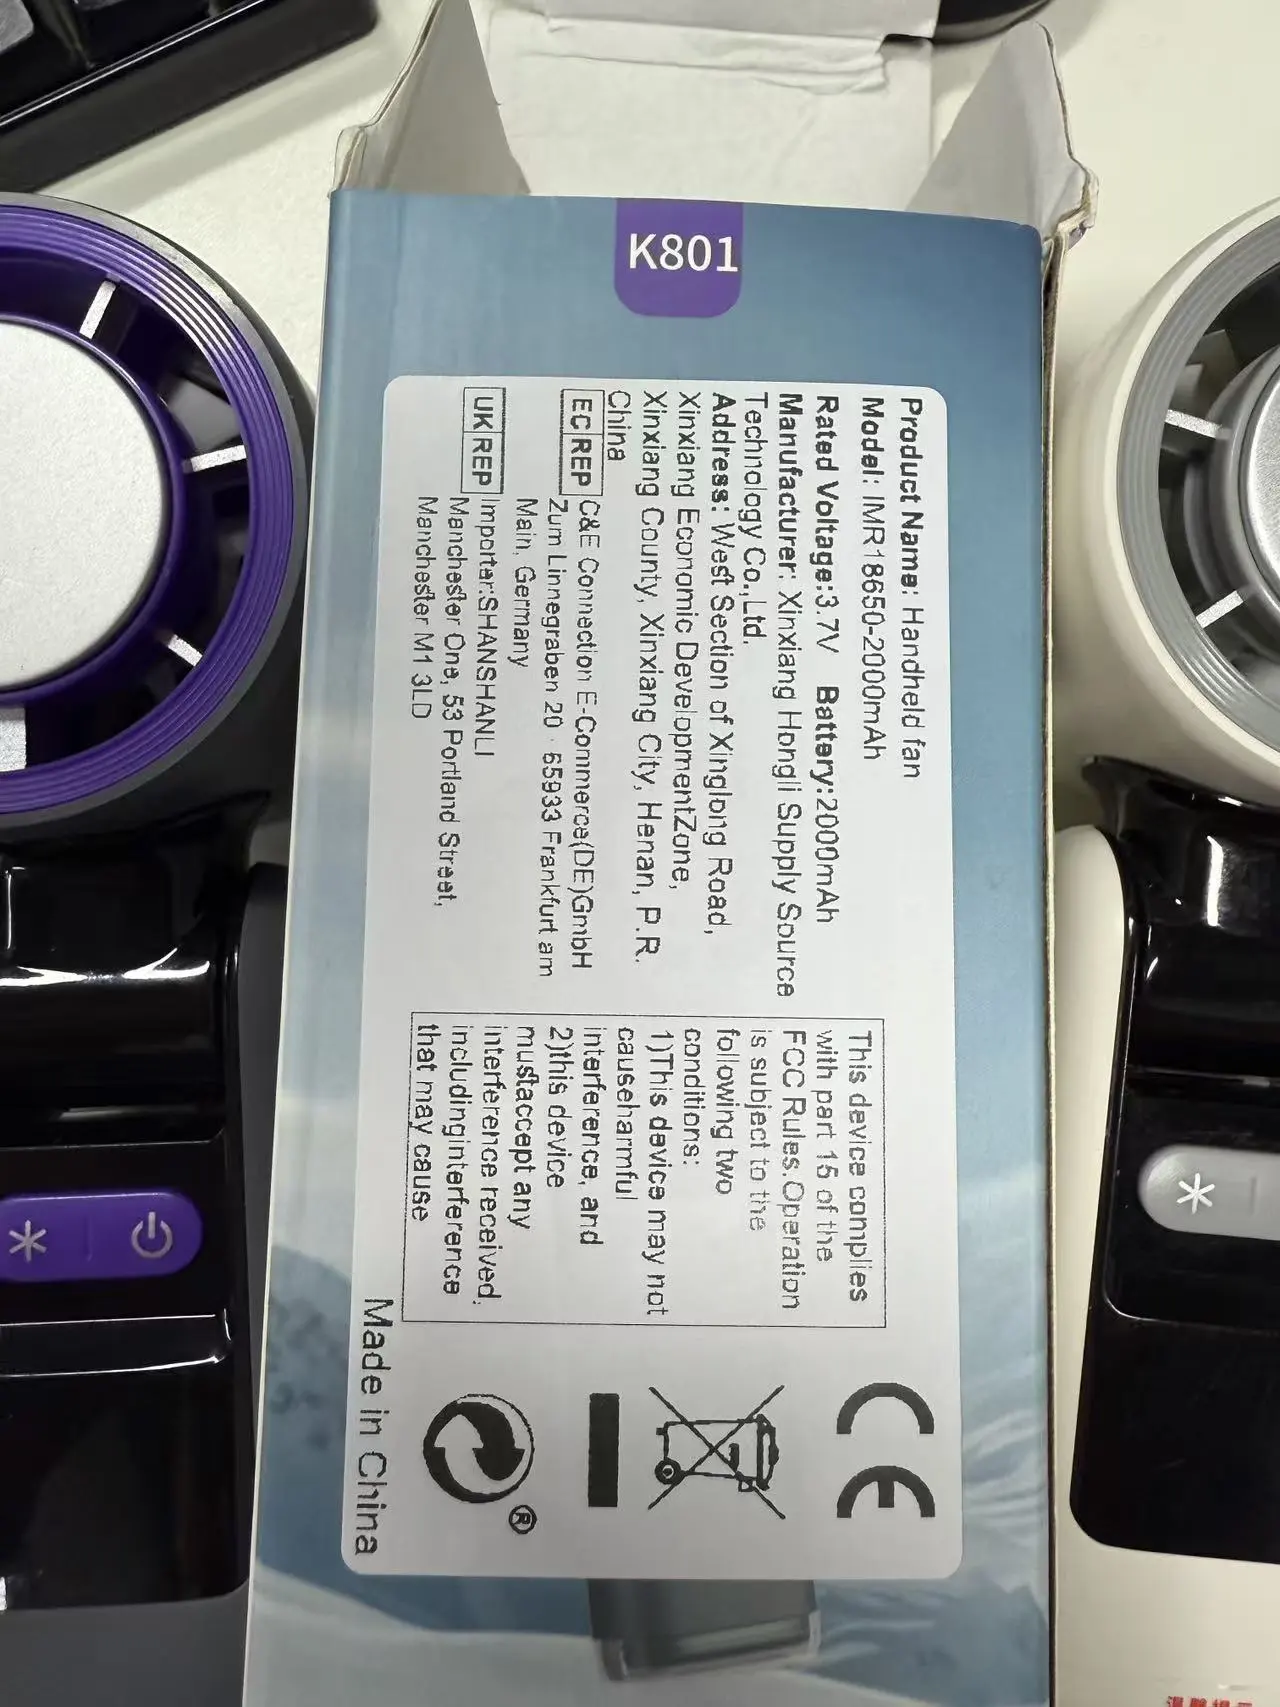 K801
Product Name: Handheld fan
Model: IMR18650-2000mAh
Rated Voltage:3.7V Battery:2000mAh
Manufacturer: Xinxiang Hongli Supply Source
Technology Co.,Ltd.
Address: West Section of Xinglong Road,
Xinxiang Economic DevelopmentZone,
Xinxiang County, Xinxiang City, Henan, P.R.
China
EC REP C&E Connection E-Commerce(DE)GmbH
Zum Linnegraben 20 · 65933 Frankfurt am
Main, Germany
UK REP Importer:SHANSHANLI
Manchester One, 53 Portland Street,
Manchester M1 3LD
This device complies
with part 15 of the
FCC Rules.Operation
is subject to the
following two
conditions:
1)This device may not
causeharmful
interference, and
2)this device
mustaccept any
interference received,
includinginterference
that may cause
CE
®
Made in China